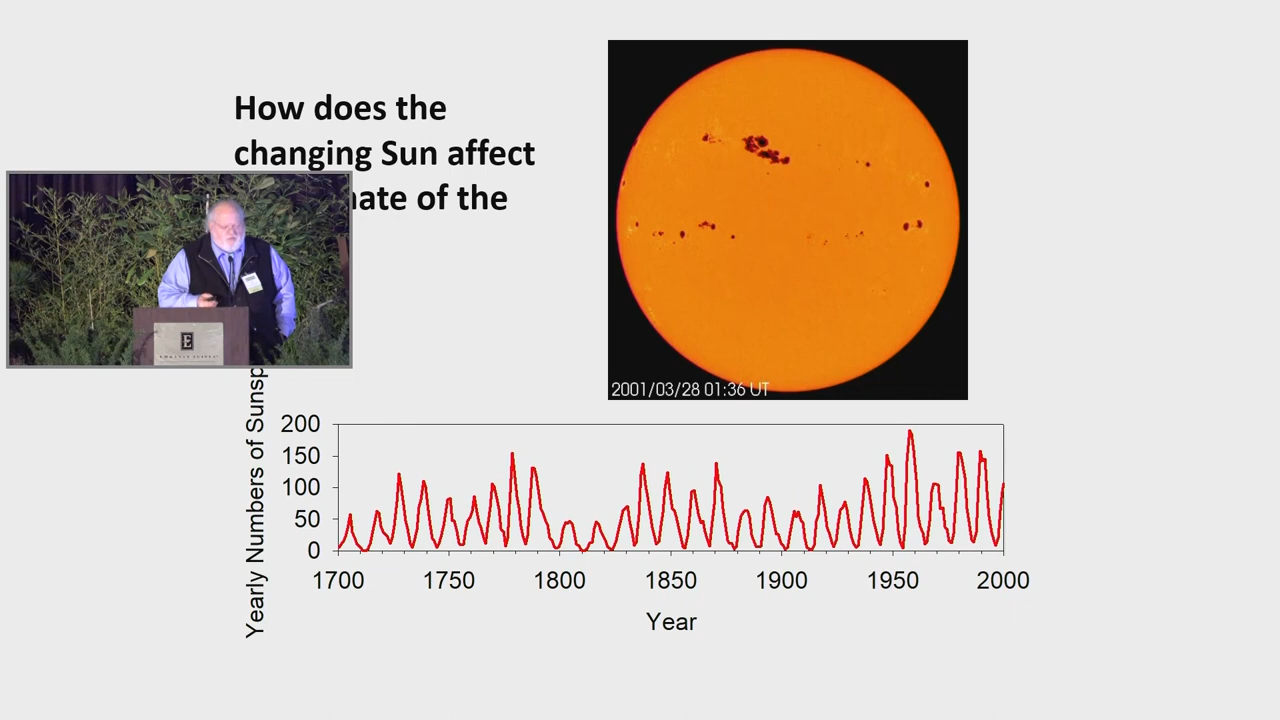 How does the
changing Sun affect
ate of the
2001/03/28 01:36 UT
E
Yearly Numbers of Sunsp
200
150
100
50
0
1700 1750 1800 1850 1900 1950 2000
Year